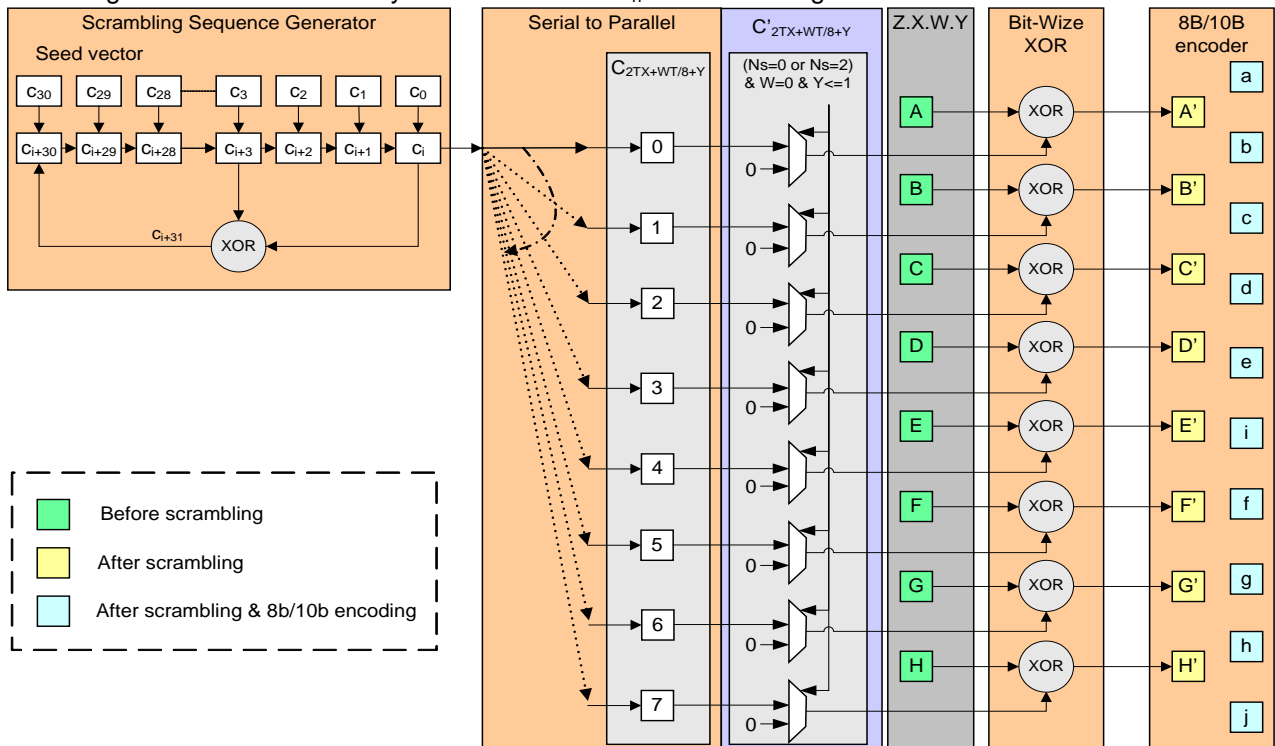 Scrambling Sequence Generator
Seed vector
c30 c29 c28 c3 c2 c1 c0
ci+30 ci+29 ci+28 ci+3 ci+2 ci+1 ci
ci+31
XOR
Before scrambling
After scrambling
After scrambling & 8b/10b encoding
Serial to Parallel
C2TX+WT/8+Y
0
1
2
3
4
5
6
7
C'2TX+WT/8+Y
(Ns=0 or Ns=2)
& W=0 & Y<=1
0
0
0
0
0
0
0
0
Z.X.W.Y
A
B
C
D
E
F
G
H
Bit-Wize
XOR
XOR
XOR
XOR
XOR
XOR
XOR
XOR
XOR
8B/10B
encoder
A'
B'
C'
D'
E'
F'
G'
H'
a
b
c
d
e
i
f
g
h
j